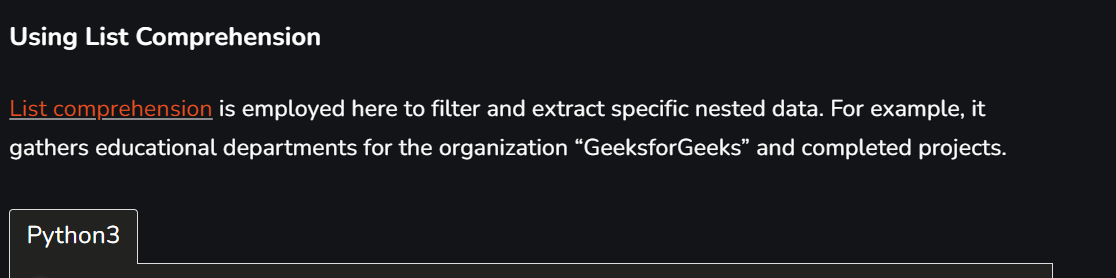 Using List Comprehension
List comprehension is employed here to filter and extract specific nested data. For example, it
gathers educational departments for the organization “GeeksforGeeks” and completed projects.
Python3